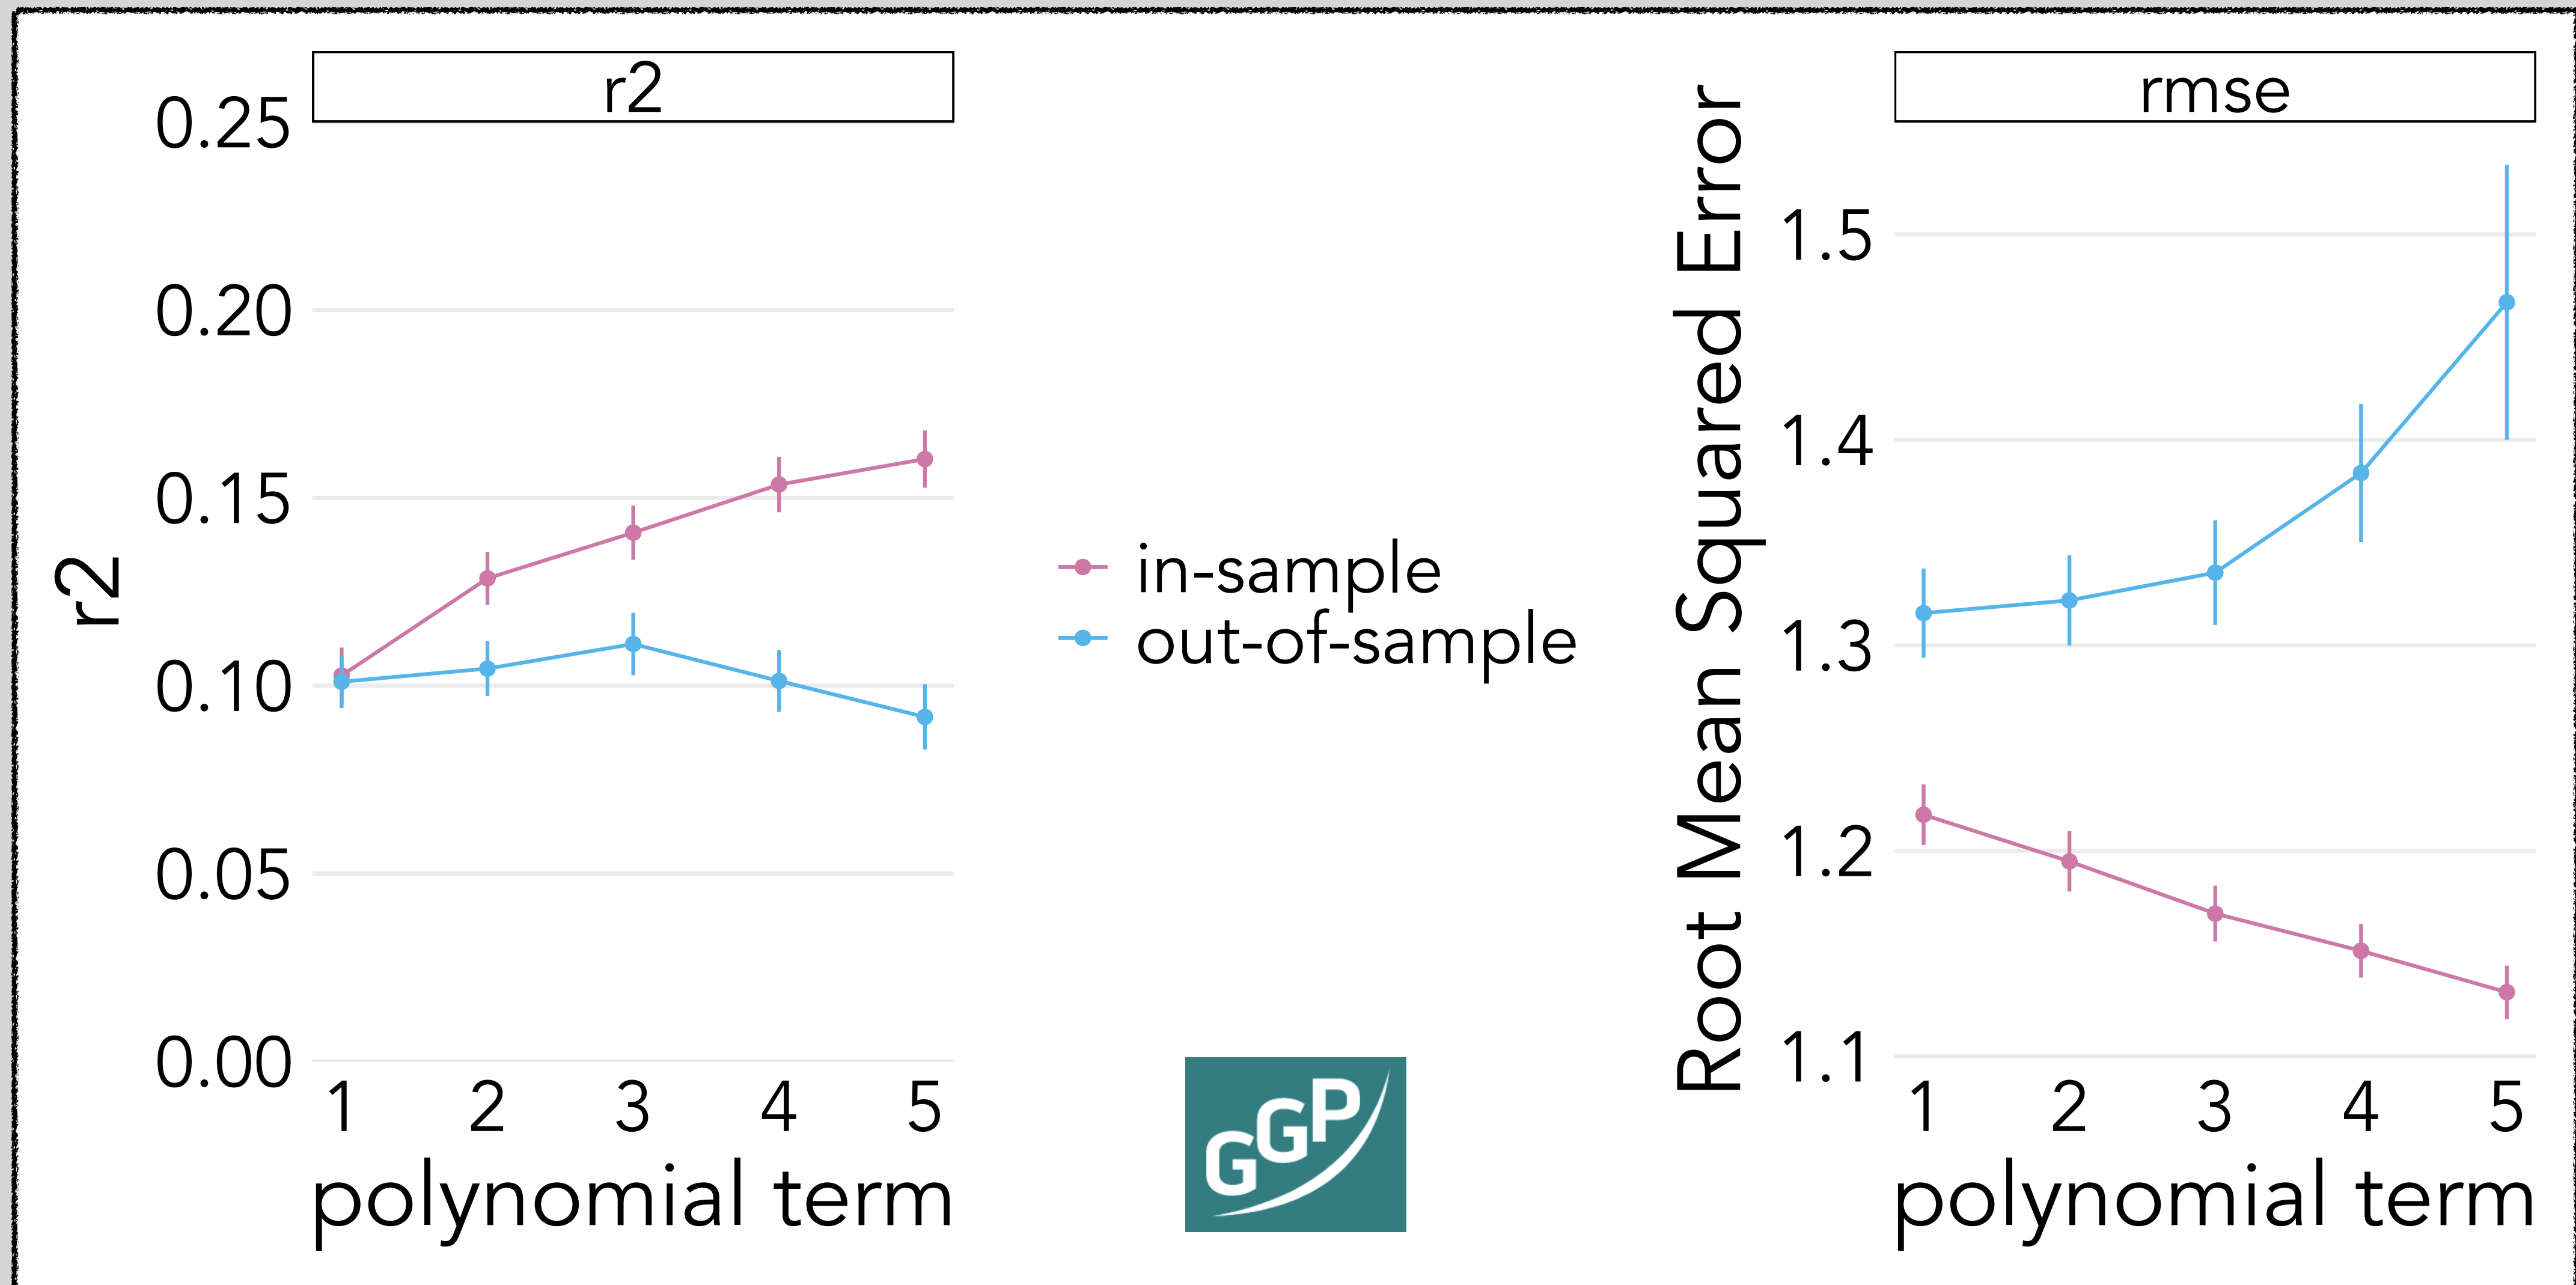 r2
0.25
0.20
0.15
0.10
0.05
0.00
r2
1 2 3 4 5
polynomial term
in-sample
out-of-sample
GGP
rmse
Root Mean Squared Error
1.5
1.4
1.3
1.2
1.1
1 2 3 4 5
polynomial term